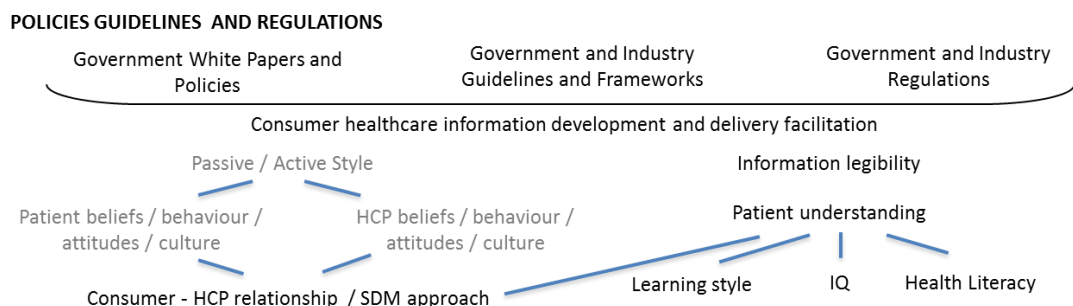 POLICIES GUIDELINES AND REGULATIONS
Government White Papers and
Policies
Government and Industry
Guidelines and Frameworks
Government and Industry
Regulations
Consumer healthcare information development and delivery facilitation
Passive / Active Style
Information legibility
Patient beliefs / behaviour /
attitudes / culture
HCP beliefs / behaviour /
attitudes / culture
Patient understanding
Consumer - HCP relationship / SDM approach
Learning style
IQ
Health Literacy